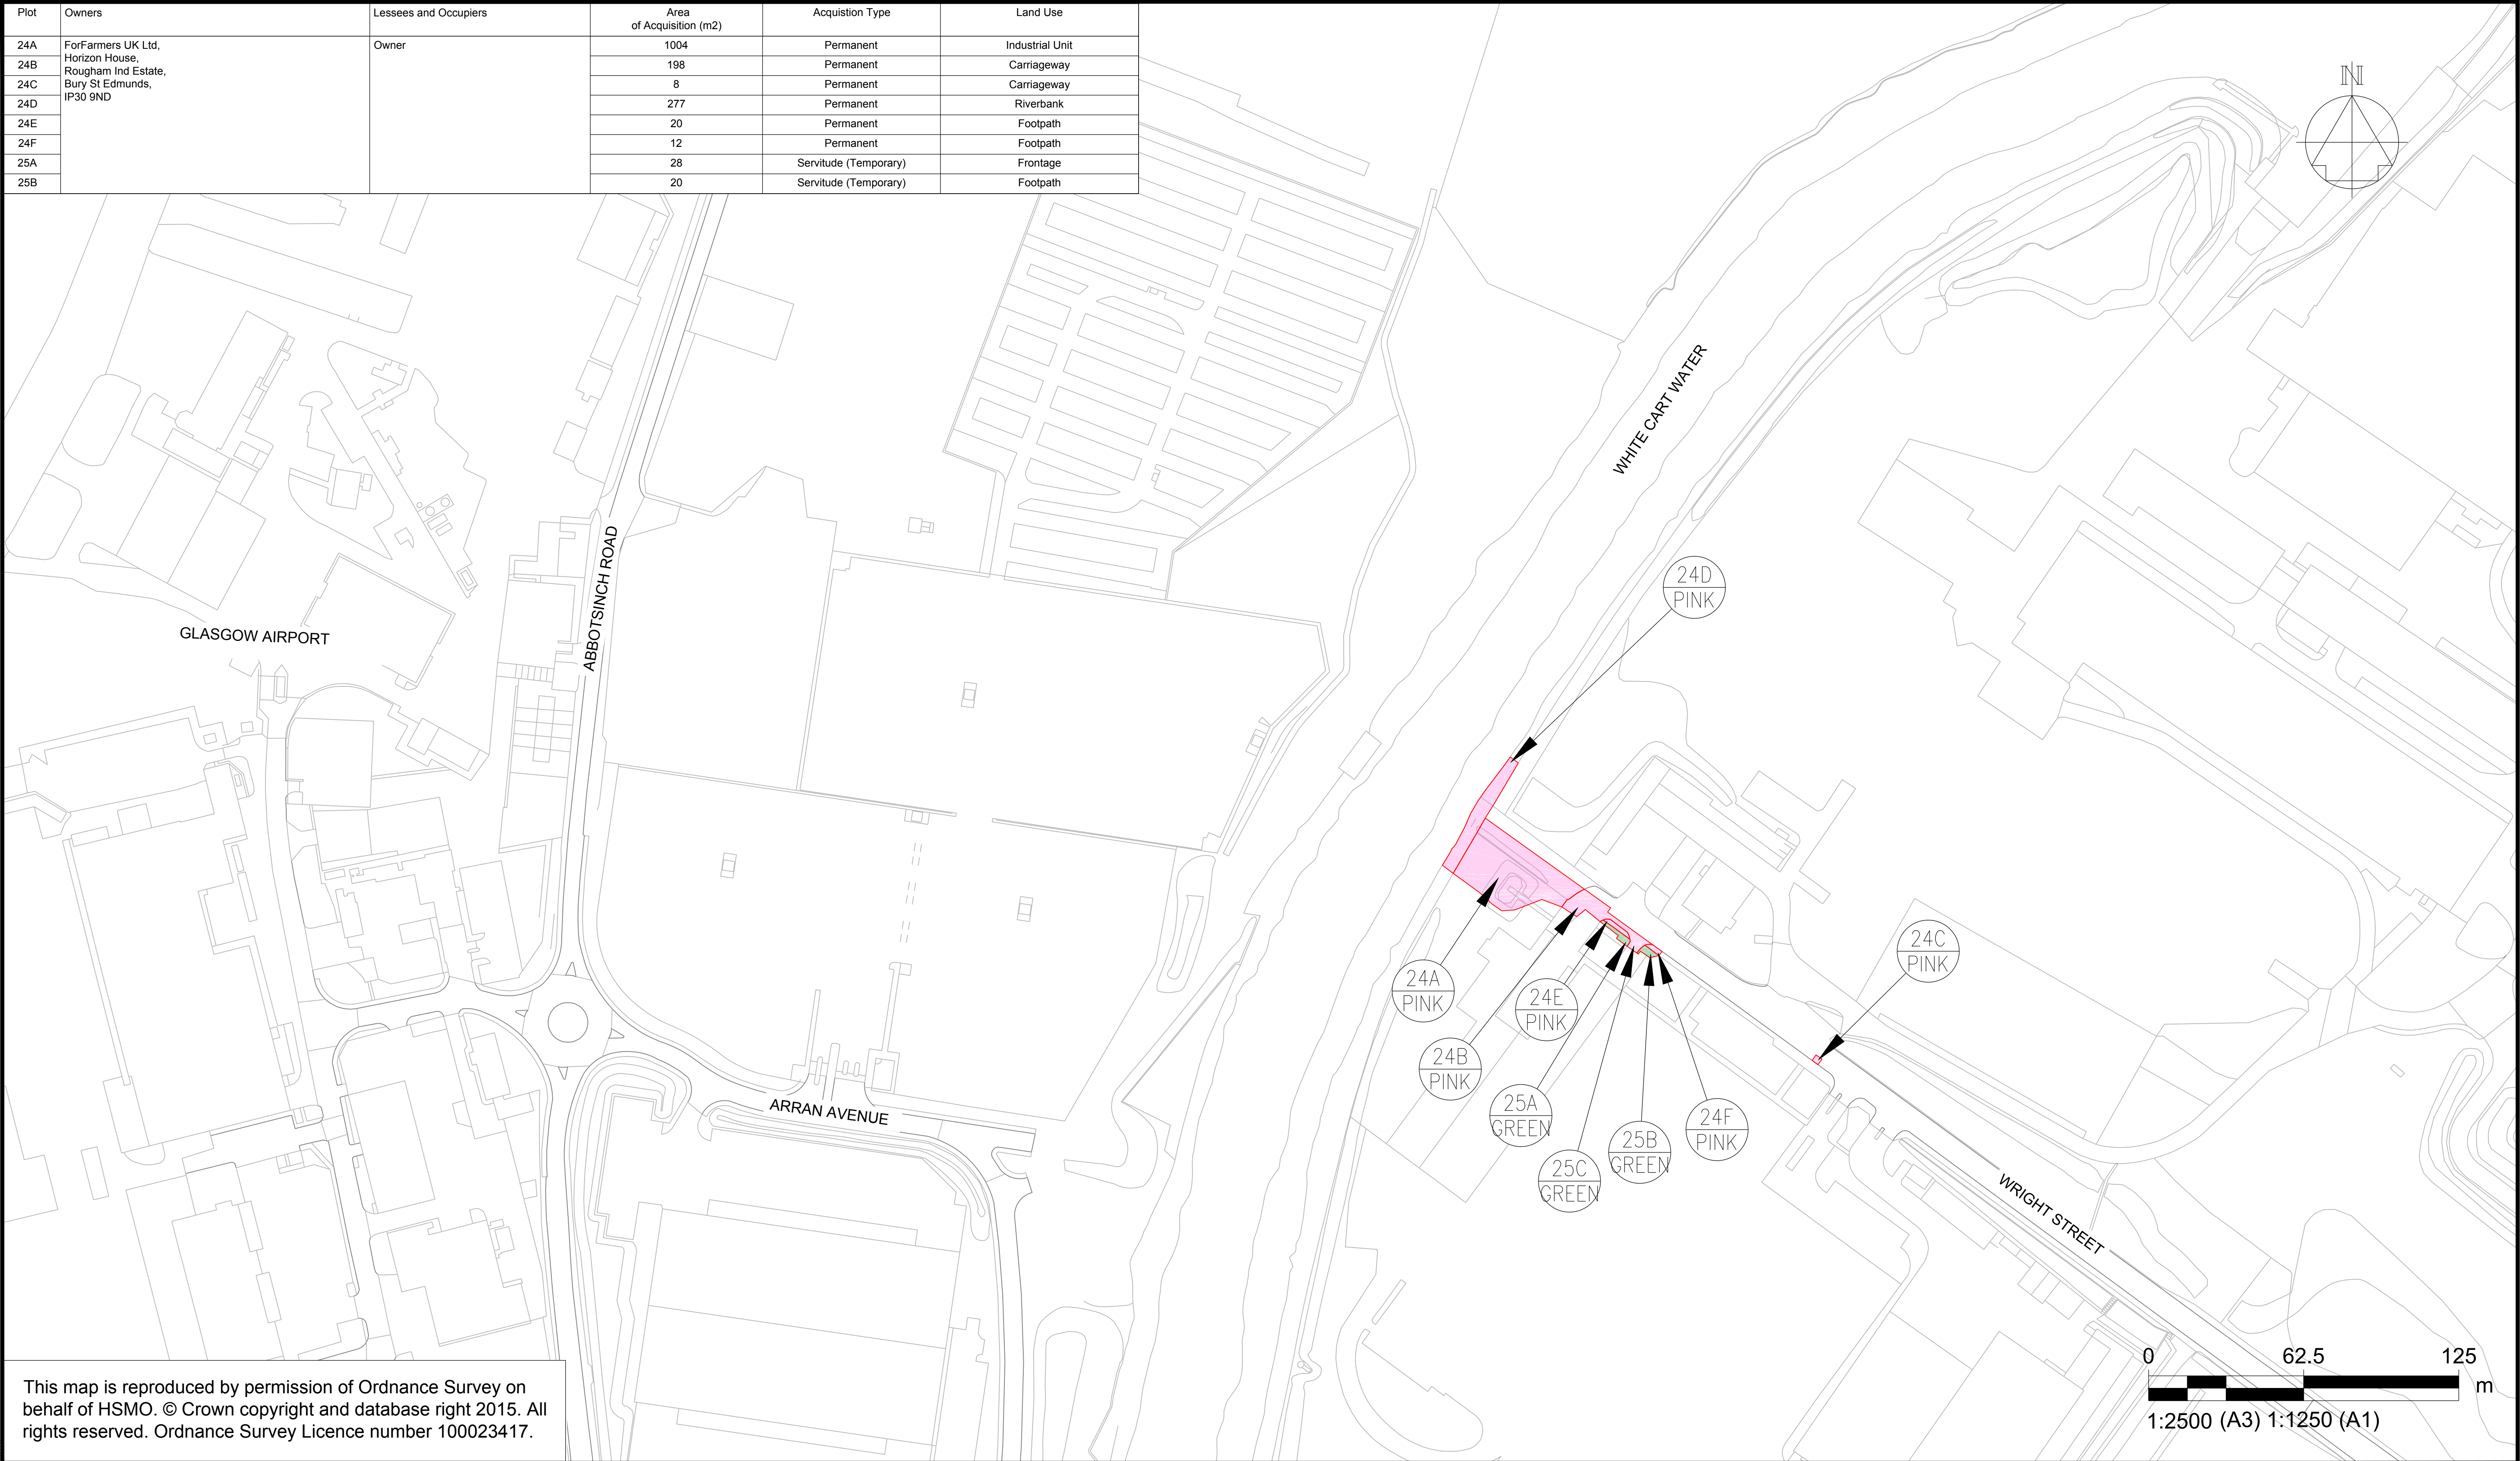 Plot Owners Lessees and Occupiers Area of Acquisition (m2) Acquistion Type Land Use
24A ForFarmers UK Ltd, Owner 1004 Permanent Industrial Unit
Horizon House,
24B Rougham Ind Estate, 198 Permanent Carriageway
24C Bury St Edmunds, 8 Permanent Carriageway
IP30 9ND
24D 277 Permanent Riverbank
24E 20 Permanent Footpath
24F 12 Permanent Footpath
25A 28 Servitude (Temporary) Frontage
25B 20 Servitude (Temporary) Footpath
N
WHITE CART WATER
ABBOTSINCH ROAD
GLASGOW AIRPORT
24D
PINK
24A
PINK
24E
PINK
24C
PINK
24B
PINK
25A
GREEN
25C
GREEN
25B
GREEN
24F
PINK
ARRAN AVENUE
WRIGHT STREET
0 62.5 125
m
1:2500 (A3) 1:1250 (A1)
This map is reproduced by permission of Ordnance Survey on
behalf of HSMO. © Crown copyright and database right 2015. All
rights reserved. Ordnance Survey Licence number 100023417.